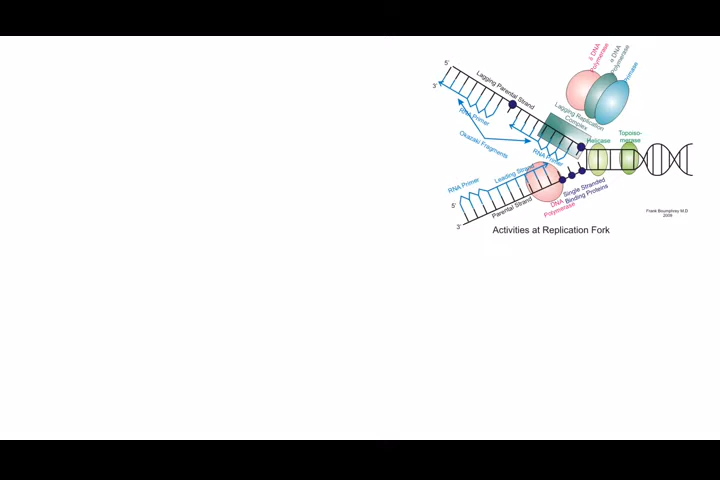 δ DNA
Polymerase
α DNA
Polymerase
Primase
5'
3'
Lagging Parental Strand
RNA Primer
Okazaki Fragments
Lagging Replication
Complex
RNA Primer
Helicase
Topoiso-
merase
RNA Primer
Leading Strand
5'
3'
Parental Strand
DNA
Polymerase
Single Stranded
Binding Proteins
Frank Boumphrey M.D
2009
Activities at Replication Fork